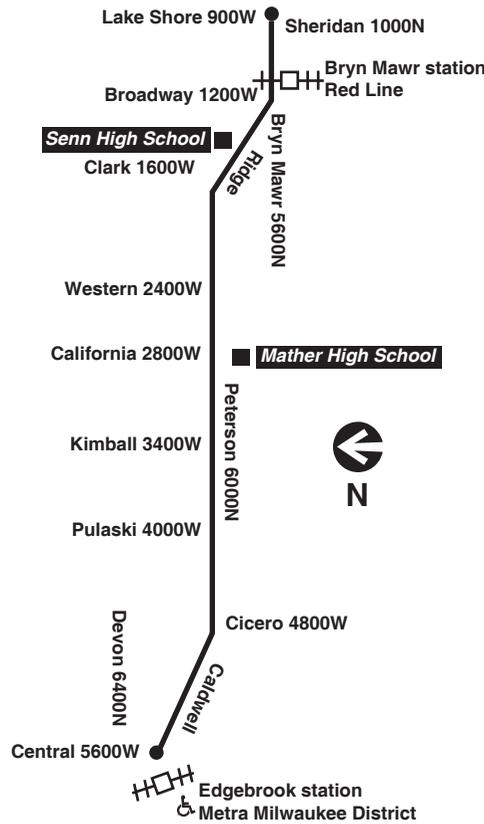 Lake Shore 900W
Sheridan 1000N
Bryn Mawr station
Red Line
Broadway 1200W
Senn High School
Clark 1600W
Ridge
Bryn Mawr 5600N
Western 2400W
California 2800W
Mather High School
Peterson 6000N
Kimball 3400W
N
Pulaski 4000W
Cicero 4800W
Devon 6400N
Caldwell
Central 5600W
Edgebrook station
Metra Milwaukee District